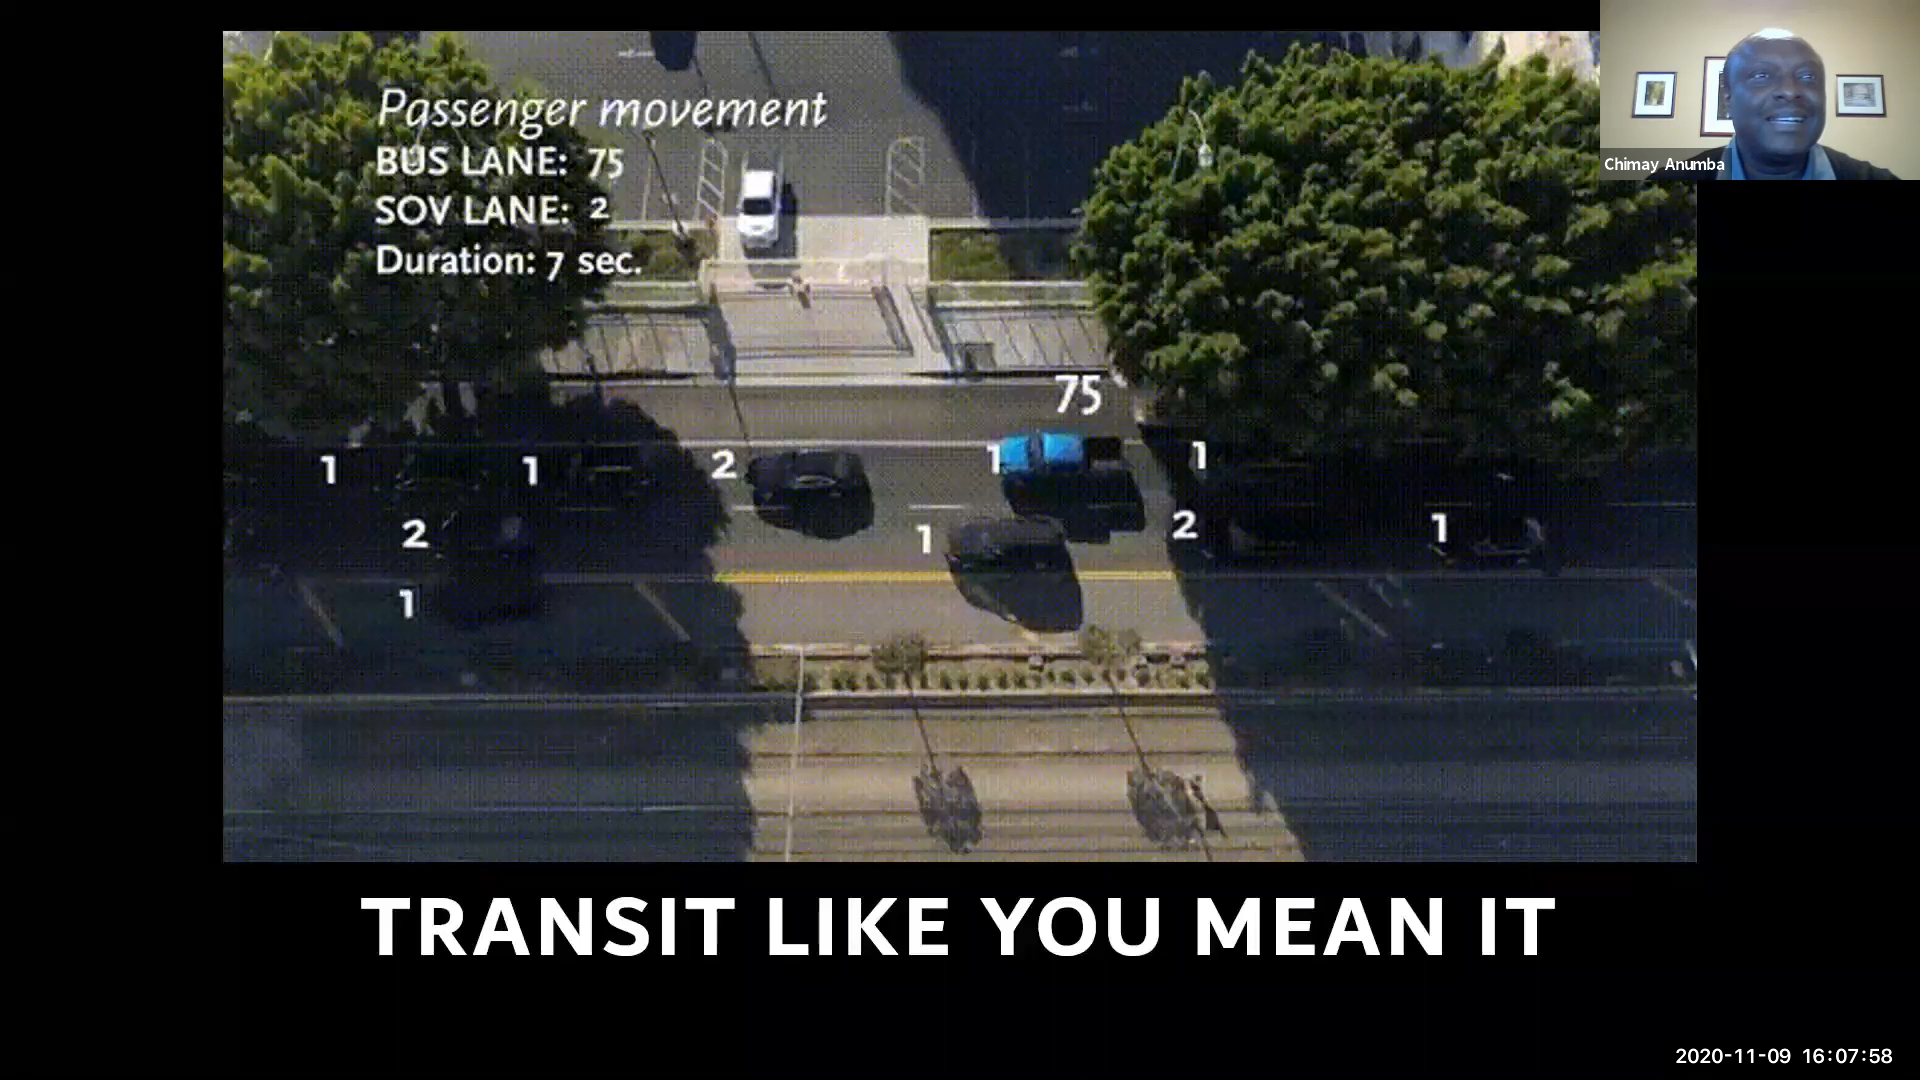 Passenger movement
BUS LANE: 75
SOV LANE: 2
Duration: 7 sec.
Chimay Anumba
75
1
1
2
1
1
2
1
2
1
1
TRANSIT LIKE YOU MEAN IT
2020-11-09 16:07:58